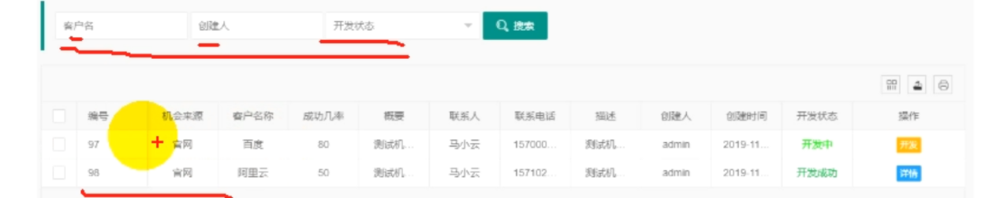 客户名 创建人 开发状态 搜索
编号 机会来源 客户名称 成功几率 概要 联系人 联系电话 描述 创建人 创建时间 开发状态 操作
97 官网 百度 80 测试机... 马小云 157000... 测试机... admin 2019-11... 开发中 开发
98 官网 阿里云 50 测试机... 马小云 157102... 测试机... admin 2019-11... 开发成功 详情